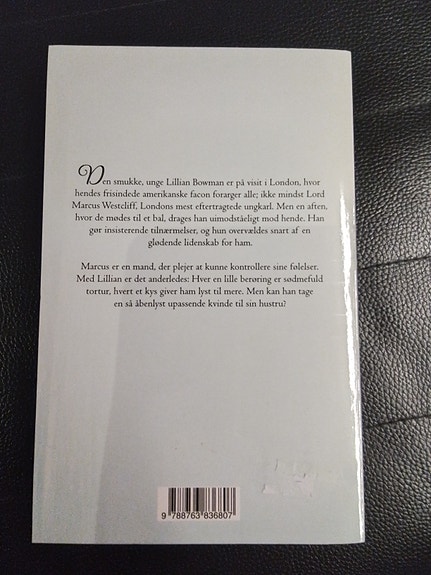 Den smukke, unge Lillian Bowman er på visit i London, hvor
hendes frisindede amerikanske facon forarger alle; ikke mindst Lord
Marcus Westcliff, Londons mest eftertragtede ungkarl. Men en aften,
hvor de mødes til et bal, drages han uimodståeligt mod hende. Han
gør insisterende tilnærmelser, og hun overvældes snart af en
glødende lidenskab for ham.
Marcus er en mand, der plejer at kunne kontrollere sine følelser.
Med Lillian er det anderledes: Hver en lille berøring er sødmefuld
tortur, hvert et kys giver ham lyst til mere. Men kan han tage
en så åbenlyst upassende kvinde til sin hustru?
9 788763 836807